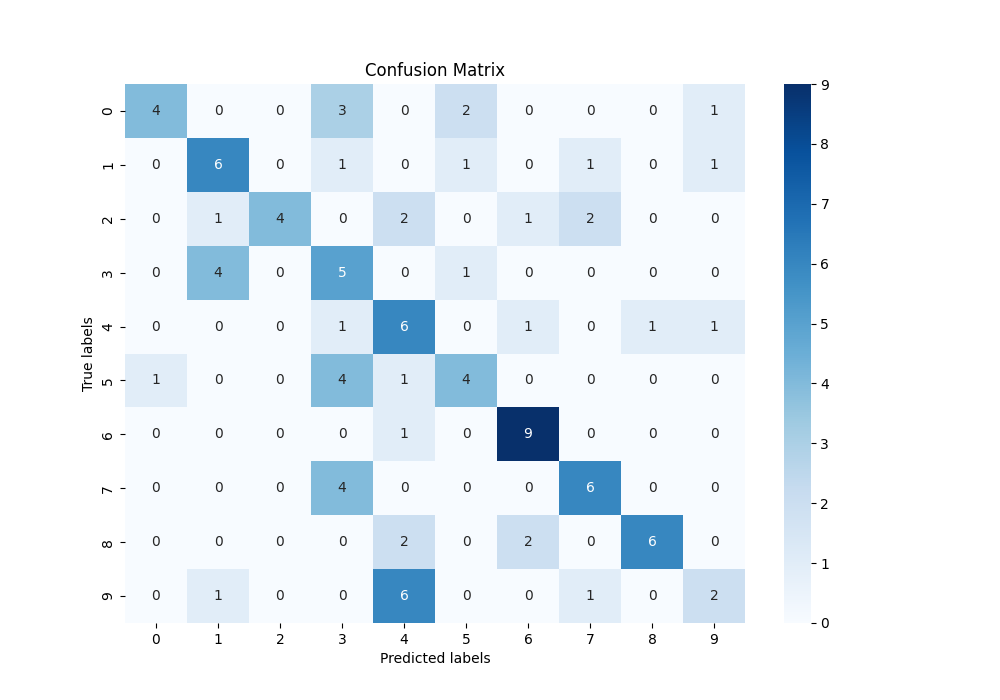 Confusion Matrix
True labels
0 4 0 0 3 0 2 0 0 0 1
1 0 6 0 1 0 1 0 1 0 1
2 0 1 4 0 2 0 1 2 0 0
3 0 4 0 5 0 1 0 0 0 0
4 0 0 0 1 6 0 1 0 1 1
5 1 0 0 4 1 4 0 0 0 0
6 0 0 0 0 1 0 9 0 0 0
7 0 0 0 4 0 0 0 6 0 0
8 0 0 0 0 2 0 2 0 6 0
9 0 1 0 0 6 0 0 1 0 2
0 1 2 3 4 5 6 7 8 9
Predicted labels
9
8
7
6
5
4
3
2
1
0